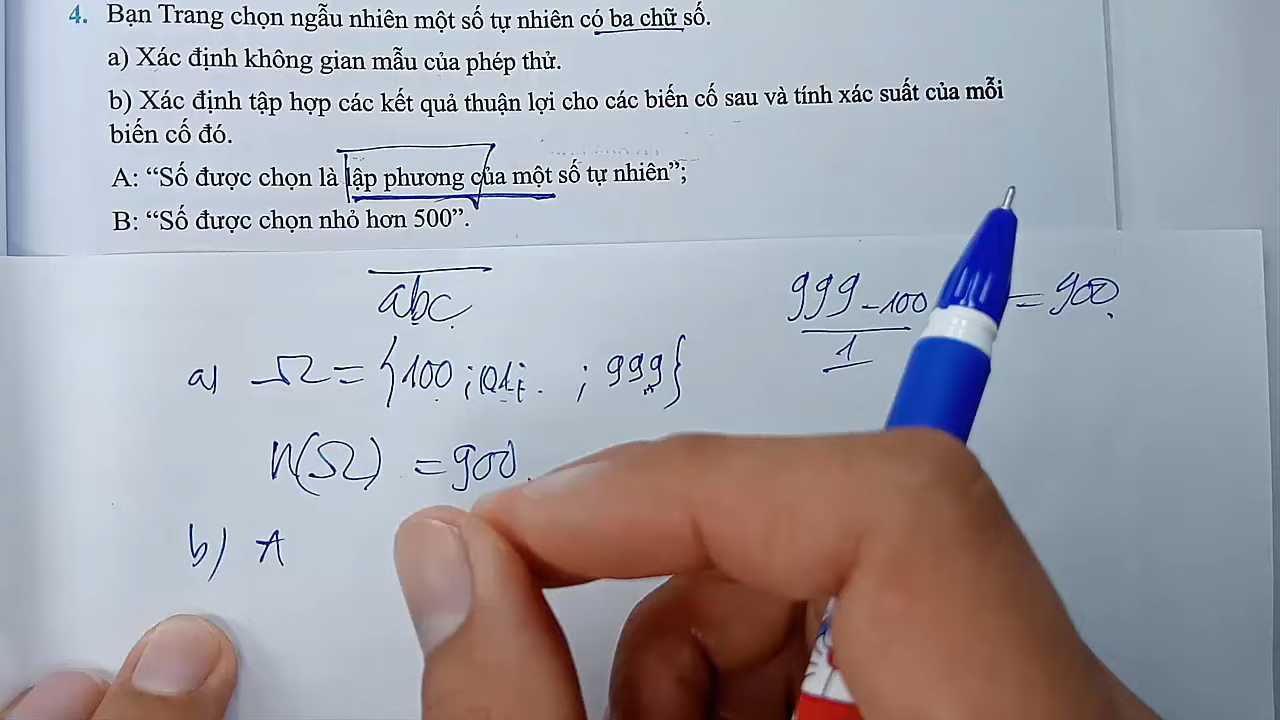 4. Bạn Trang chọn ngẫu nhiên một số tự nhiên có ba chữ số.
a) Xác định không gian mẫu của phép thử.
b) Xác định tập hợp các kết quả thuận lợi cho các biến cố sau và tính xác suất của mỗi
biến cố đó.
A: “Số được chọn là lập phương của một số tự nhiên”;
B: “Số được chọn nhỏ hơn 500”.
abc
999 - 100 = 900
1
a) Ω = {100 ; 101; . ; 999}
n(Ω) = 900.
b) A